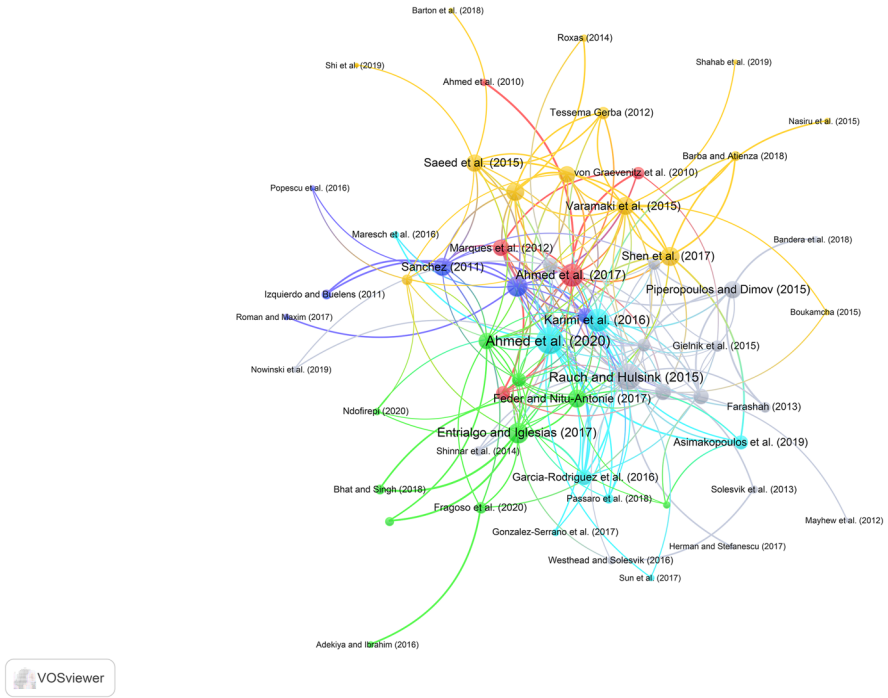 Barton et al. (2018)
Roxas (2014)
Shi et al. (2019)
Shahab et al. (2019)
Ahmed et al. (2010)
Tessema Gerba (2012)
Nasiru et al. (2015)
Saeed et al. (2015)
Barba and Atienza (2018)
von Graevenitz et al. (2010)
Popescu et al. (2016)
Varamaki et al. (2015)
Maresch et al. (2016)
Bandera et al. (2018)
Marques et al. (2012)
Shen et al. (2017)
Sanchez (2011)
Ahmed et al. (2017)
Piperopoulos and Dimov (2015)
Izquierdo and Buelens (2011)
Boukamcha (2015)
Roman and Maxim (2017)
Karimi et al. (2016)
Ahmed et al. (2020)
Gielnik et al. (2015)
Nowinski et al. (2019)
Rauch and Hulsink (2015)
Feder and Nitu-Antonie (2017)
Farashah (2013)
Ndofirepi (2020)
Entrialgo and Iglesias (2017)
Asimakopoulos et al. (2019)
Shinnar et al. (2014)
Garcia-Rodriguez et al. (2016)
Bhat and Singh (2018)
Solesvik et al. (2013)
Passaro et al. (2018)
Fragoso et al. (2020)
Mayhew et al. (2012)
Gonzalez-Serrano et al. (2017)
Herman and Stefanescu (2017)
Westhead and Solesvik (2016)
Sun et al. (2017)
Adekiya and Ibrahim (2016)
VOSviewer